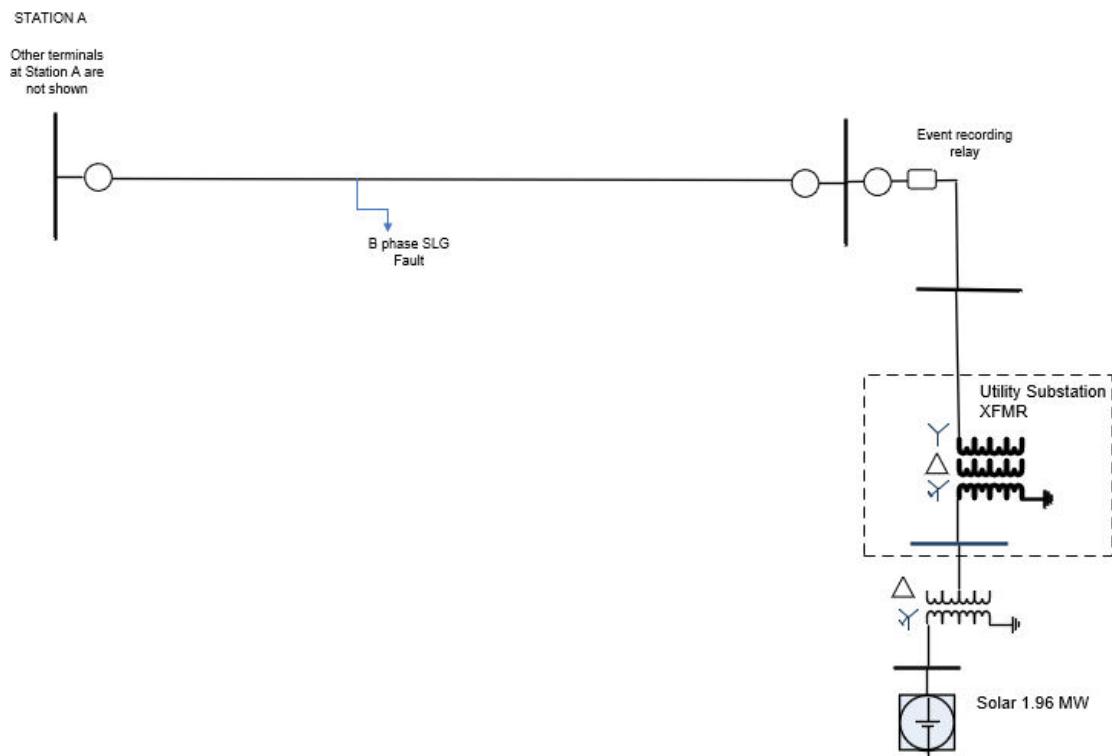 STATION A
Other terminals
at Station A are
not shown
Event recording
relay
B phase SLG
Fault
Utility Substation
XFMR
Solar 1.96 MW